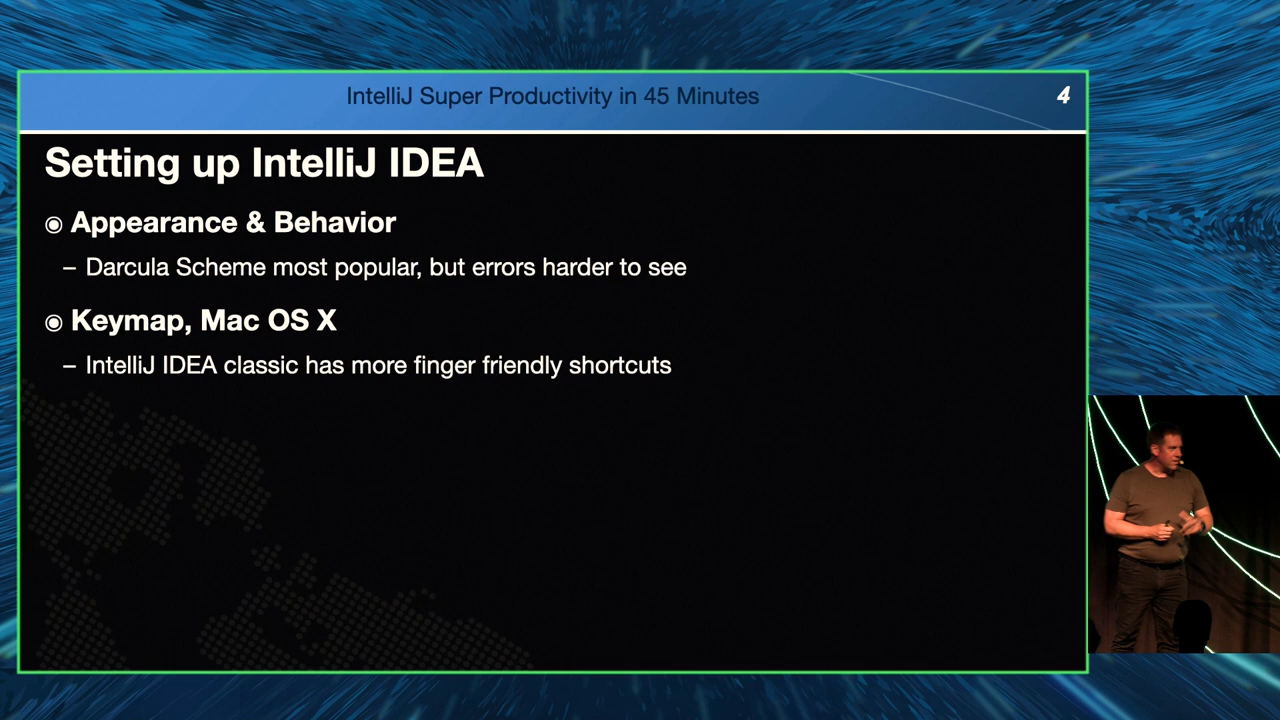 IntelliJ Super Productivity in 45 Minutes
4
Setting up IntelliJ IDEA
◉ Appearance & Behavior
– Darcula Scheme most popular, but errors harder to see
◉ Keymap, Mac OS X
– IntelliJ IDEA classic has more finger friendly shortcuts